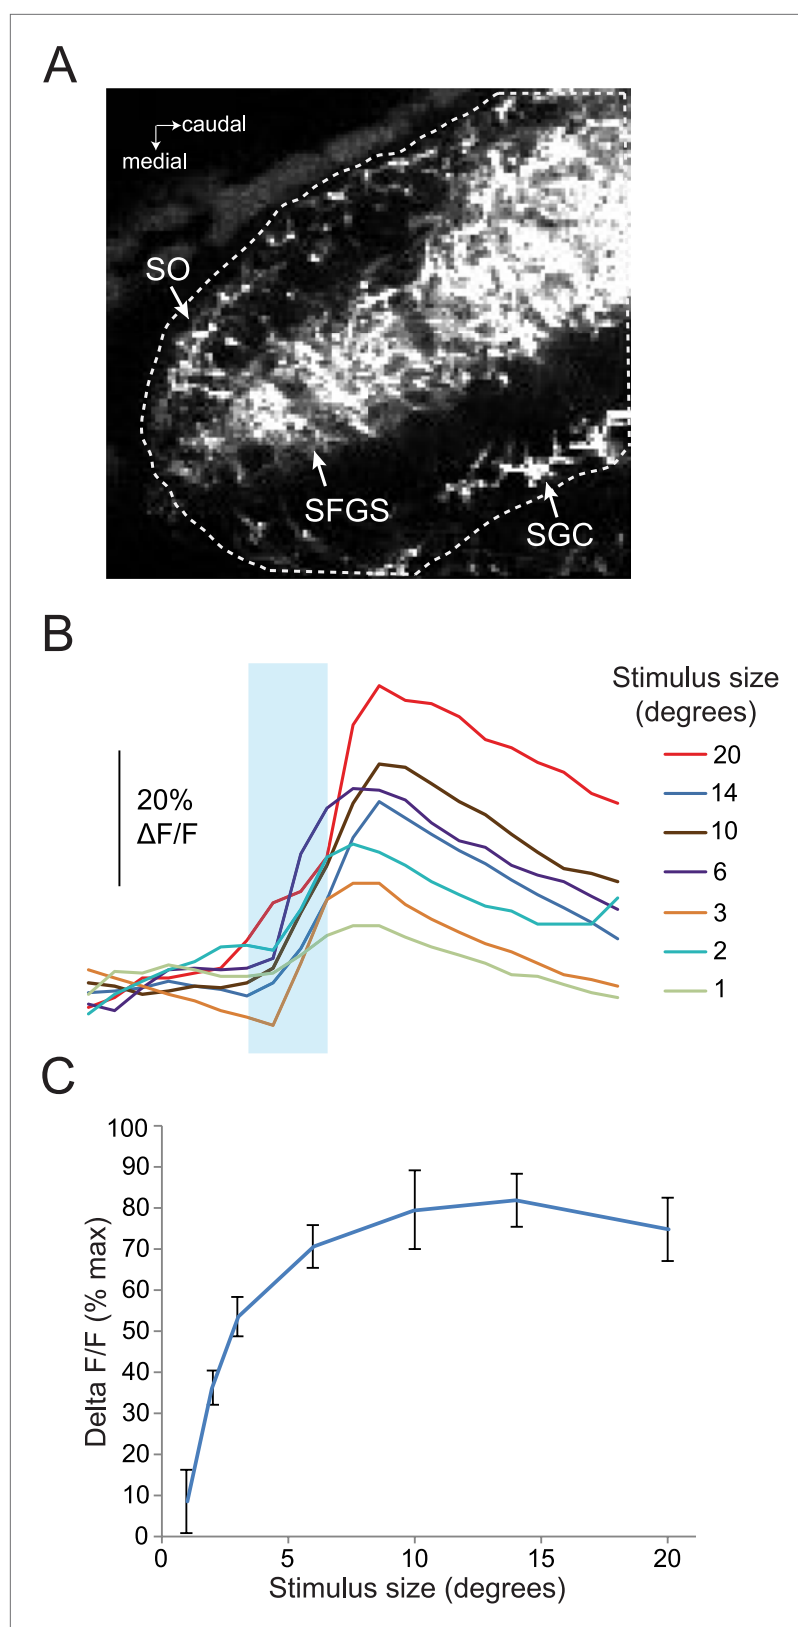 A
caudal
medial
SO
SFGS
SGC
B
Stimulus size
(degrees)
20%
ΔF/F
20
14
10
6
3
2
1
C
Delta F/F (% max)
100
90
80
70
60
50
40
30
20
10
0
0 5 10 15 20
Stimulus size (degrees)